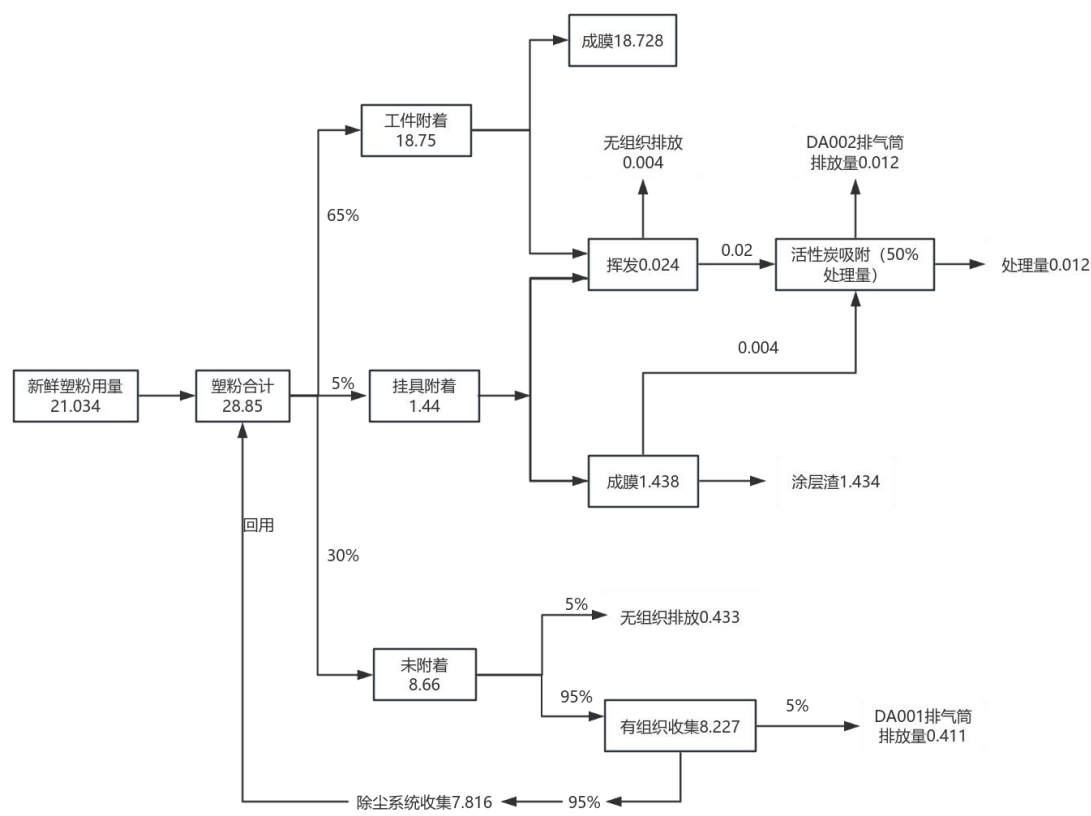 成膜18.728
工件附着
18.75
无组织排放
0.004
DA002排气筒
排放量0.012
65%
挥发0.024
0.02
活性炭吸附（50%
处理量）
处理量0.012
0.004
新鲜塑粉用量
21.034
塑粉合计
28.85
5%
挂具附着
1.44
成膜1.438
涂层渣1.434
回用
30%
5%
无组织排放0.433
未附着
8.66
95%
有组织收集8.227
5%
DA001排气筒
排放量0.411
除尘系统收集7.816
95%